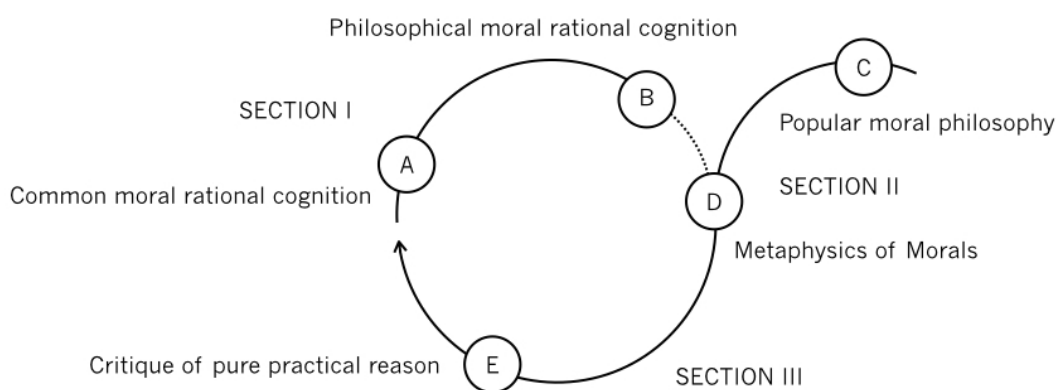 Philosophical moral rational cognition
C
B
SECTION I
Popular moral philosophy
A
Common moral rational cognition
SECTION II
D
Metaphysics of Morals
Critique of pure practical reason
E
SECTION III